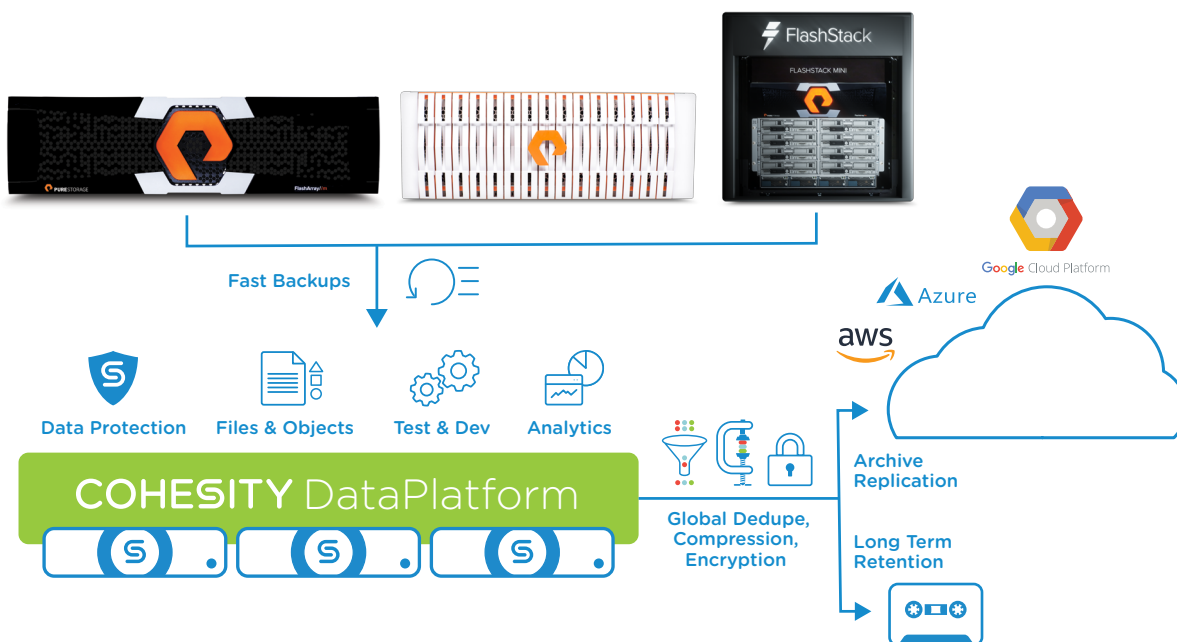 FlashStack
FLASHSTACK MINI
PURESTORAGE
FlashArray//m
Google Cloud Platform
Fast Backups
Azure
aws
Data Protection
Files & Objects
Test & Dev
Analytics
COHESITY DataPlatform
S
S
S
S
Global Dedupe,
Compression,
Encryption
Archive
Replication
Long Term
Retention